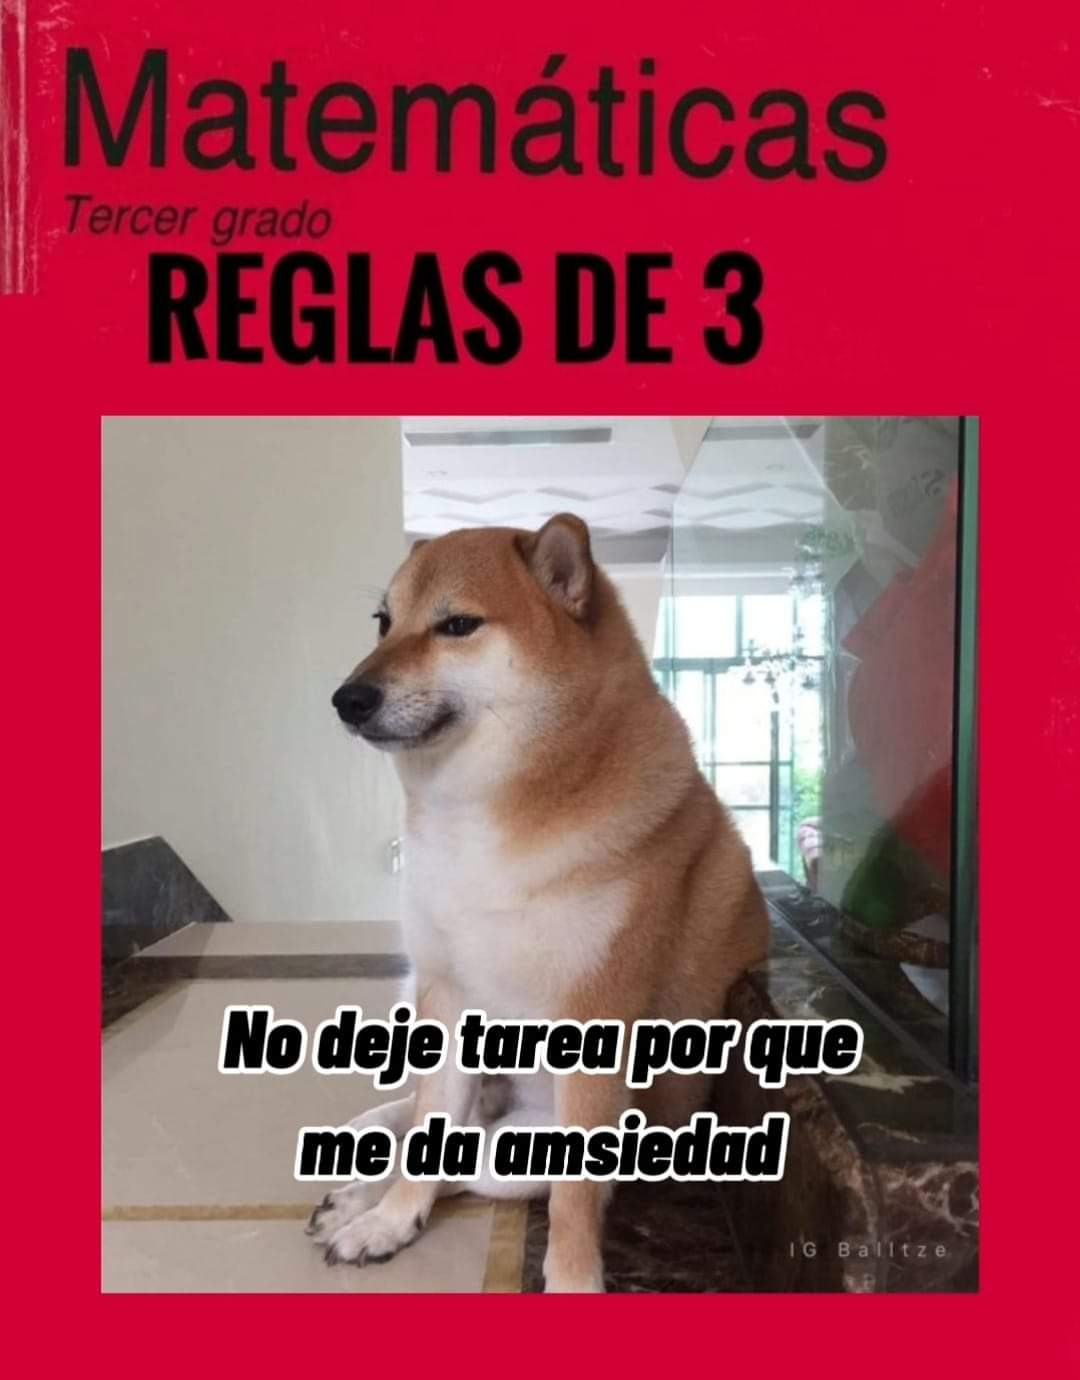 Matemáticas
Tercer grado
REGLAS DE 3
No deje tarea por que
me da amsiedad
IG Balltze